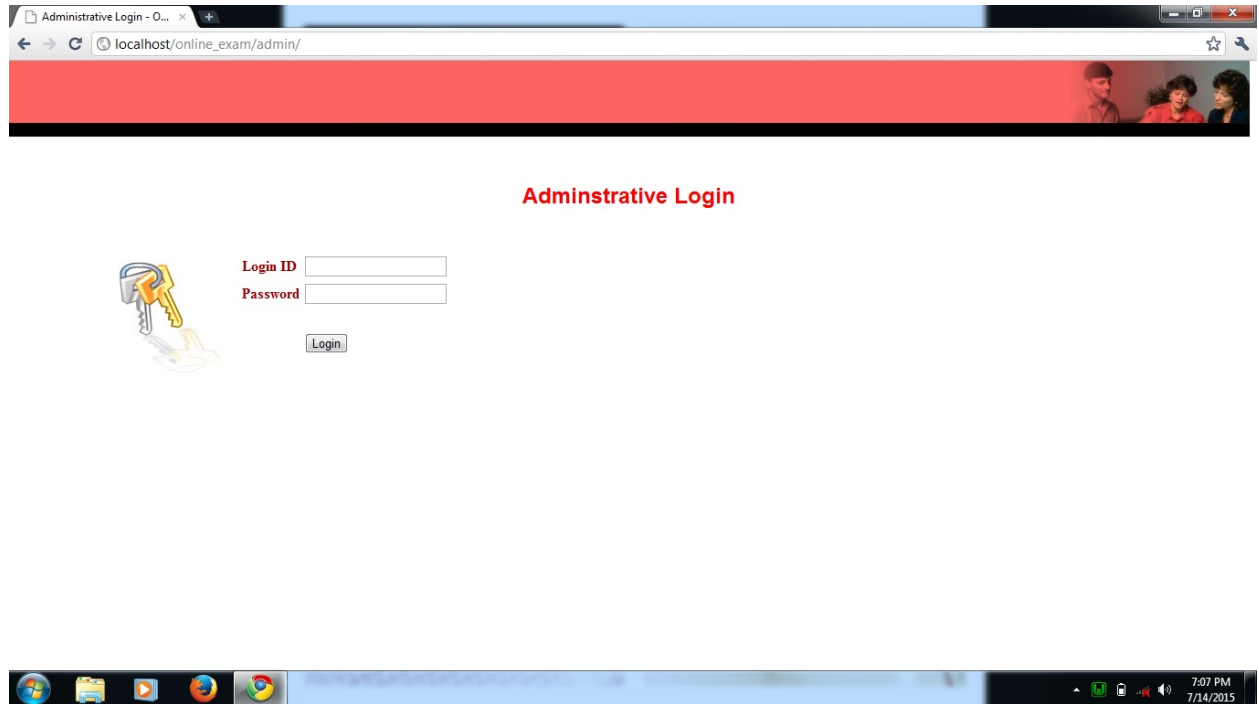 Administrative Login - O...
localhost/online_exam/admin/
Adminstrative Login
Login ID
Password
Login
7:07 PM
7/14/2015